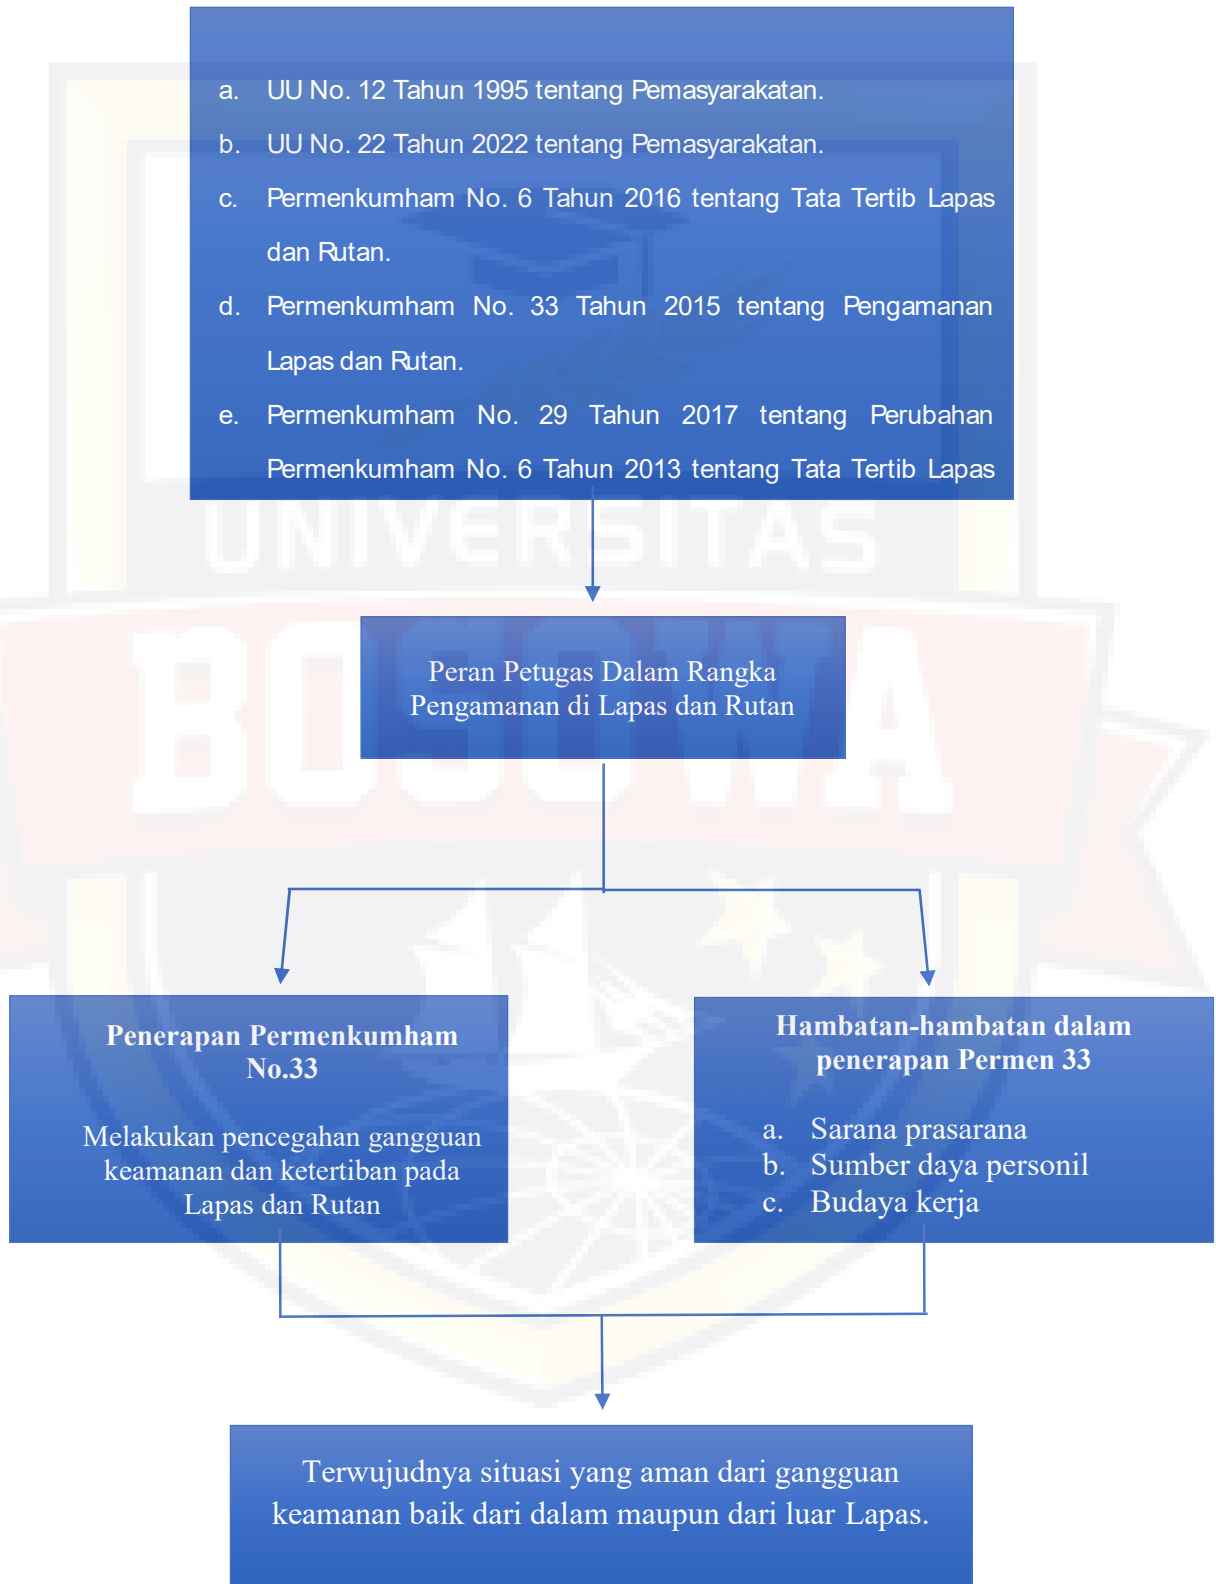 a. UU No. 12 Tahun 1995 tentang Pemasyarakatan.
b. UU No. 22 Tahun 2022 tentang Pemasyarakatan.
c. Permenkumham No. 6 Tahun 2016 tentang Tata Tertib Lapas
dan Rutan.
d. Permenkumham No. 33 Tahun 2015 tentang Pengamanan
Lapas dan Rutan.
e. Permenkumham No. 29 Tahun 2017 tentang Perubahan
Permenkumham No. 6 Tahun 2013 tentang Tata Tertib Lapas
UNIVERSITAS
BOSOWA
Peran Petugas Dalam Rangka
Pengamanan di Lapas dan Rutan
Penerapan Permenkumham
No.33
Melakukan pencegahan gangguan
keamanan dan ketertiban pada
Lapas dan Rutan
Hambatan-hambatan dalam
penerapan Permen 33
a. Sarana prasarana
b. Sumber daya personil
c. Budaya kerja
Terwujudnya situasi yang aman dari gangguan
keamanan baik dari dalam maupun dari luar Lapas.